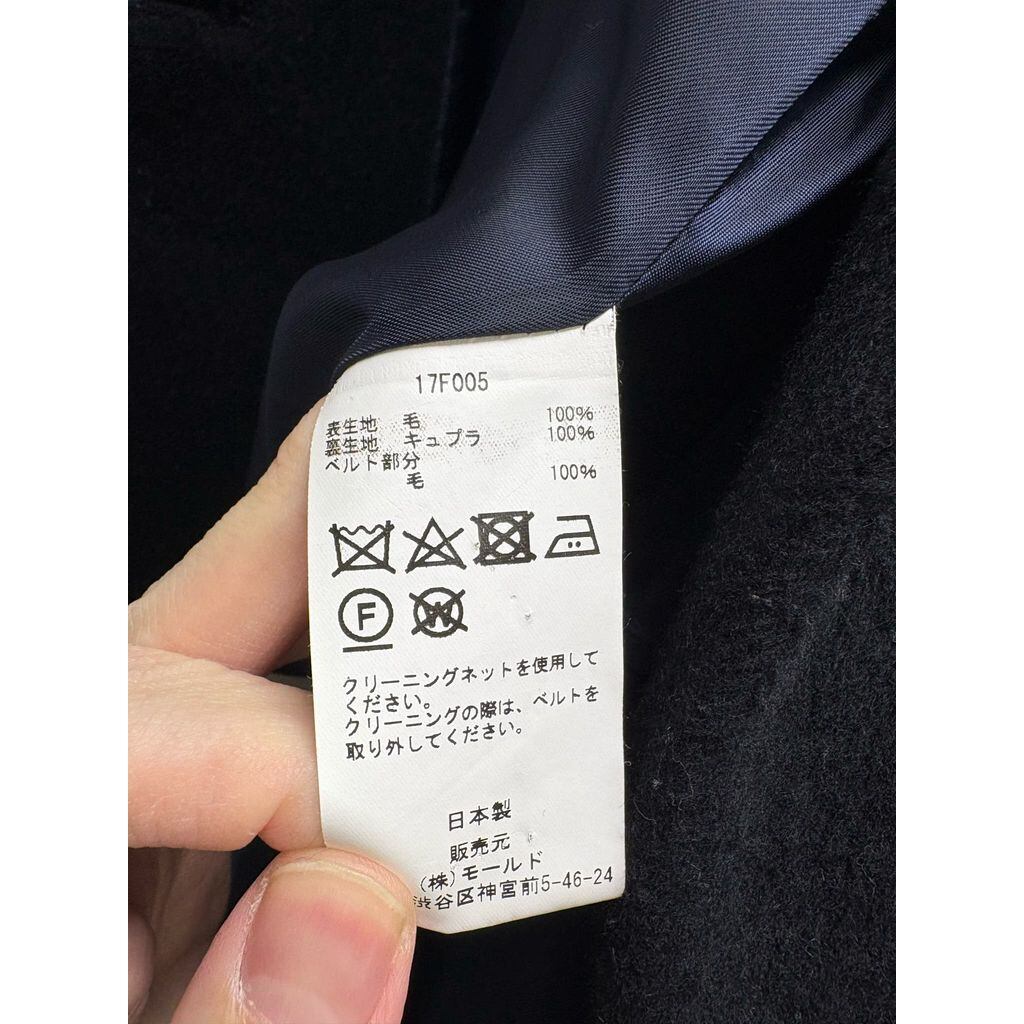 17F005
表生地 毛 100%
裏生地 キュプラ 100%
ベルト部分
毛 100%
F
W
クリーニングネットを使用して
ください。
クリーニングの際は、ベルトを
取り外してください。
日本製
販売元
(株)モールド
渋谷区神宮前5-46-24